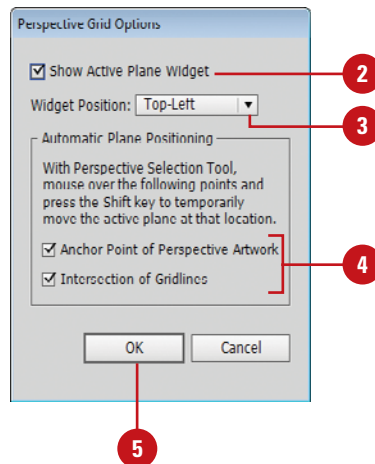 Perspective Grid Options
Show Active Plane Widget
2
Widget Position: Top-Left
3
Automatic Plane Positioning
With Perspective Selection Tool,
mouse over the following points and
press the Shift key to temporarily
move the active plane at that location.
Anchor Point of Perspective Artwork
4
Intersection of Gridlines
OK Cancel
5